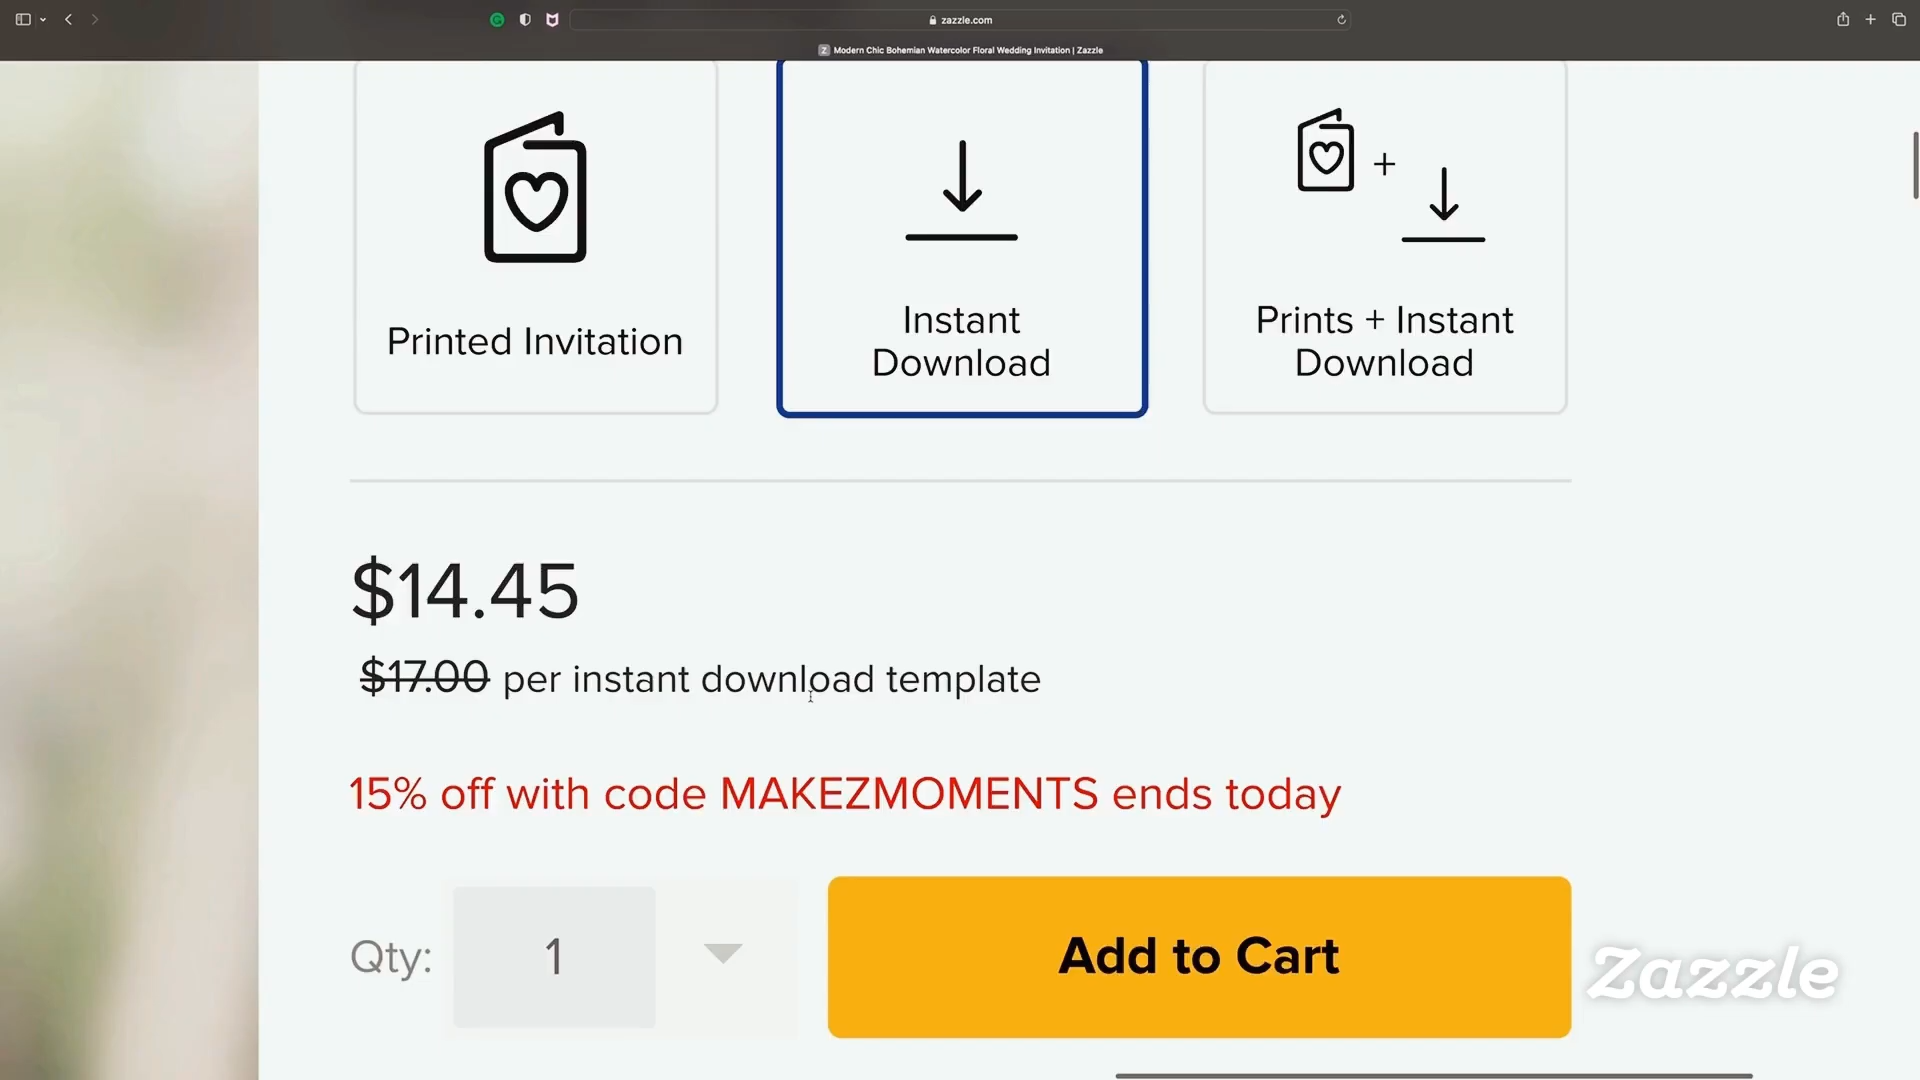 zazzle.com
Z Modern Chic Bohemian Watercolor Floral Wedding Invitation | Zazzle
Printed Invitation
Instant
Download
+
Prints + Instant
Download
$14.45
$17.00 per instant download template
15% off with code MAKEZMOMENTS ends today
Qty: 1
Add to Cart
Zazzle